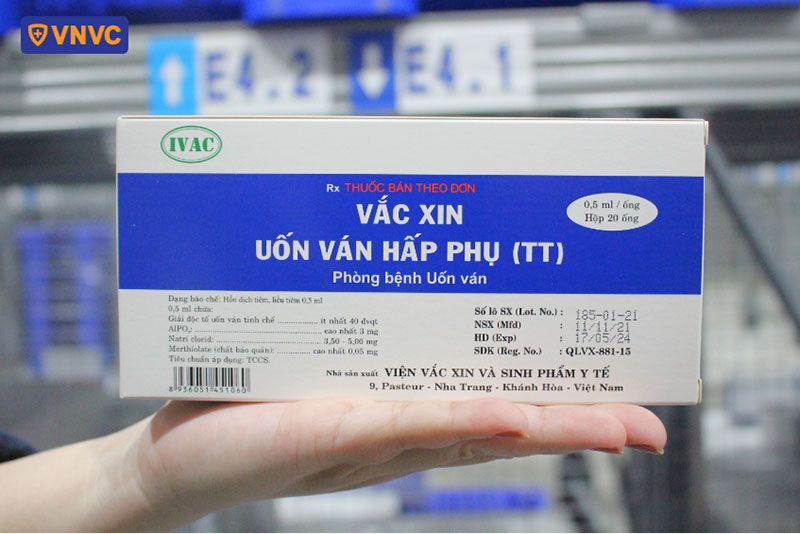 VNVC
E4.2
E4.1
IVAC
Rx THUỐC BÁN THEO ĐƠN
VẮC XIN
UỐN VÁN HẤP PHỤ (TT)
Phòng bệnh Uốn ván
0,5 ml / ống
Hộp 20 ống
Dạng bào chế: Hỗn dịch tiêm, liều tiêm 0,5 ml
0,5 ml chứa:
Giải độc tố uốn ván tinh chế .................. ít nhất 40 đvqt
AlPO₄: .................. cao nhất 3 mg
Natri clorid: .................. 3,50 - 5,00 mg
Merthiolate (chất bảo quản): .................. cao nhất 0,05 mg
Tiêu chuẩn áp dụng: TCCS.
Số lô SX (Lot. No.) : 185-01-21
NSX (Mfd) : 11/11/21
HD (Exp) : 17/05/24
SĐK (Reg. No.) : QLVX-881-15
8 936051 451060
Nhà sản xuất VIỆN VẮC XIN VÀ SINH PHẨM Y TẾ
9, Pasteur - Nha Trang - Khánh Hòa - Việt Nam